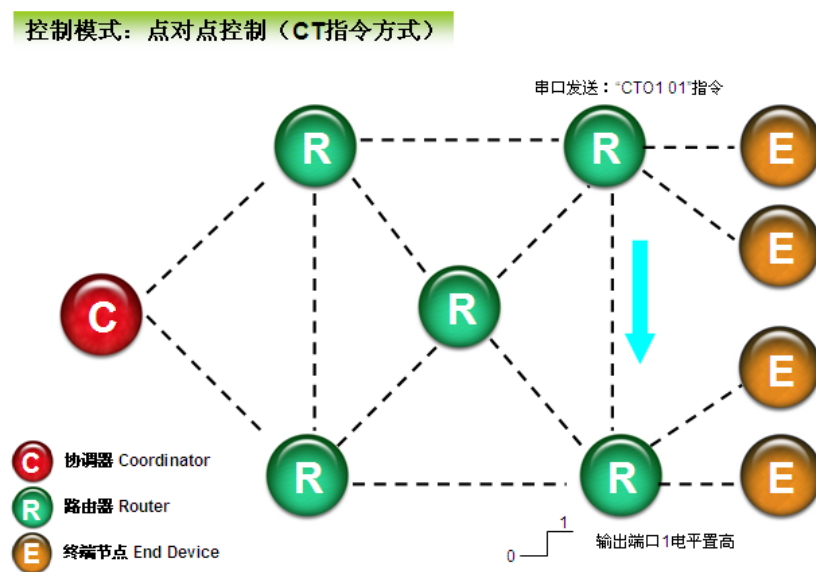 控制模式：点对点控制（CT指令方式）
串口发送：“CTO1 01”指令
R
R
E
E
R
C
E
R
R
E
C 协调器 Coordinator
R 路由器 Router
E 终端节点 End Device
1
0
输出端口1电平置高